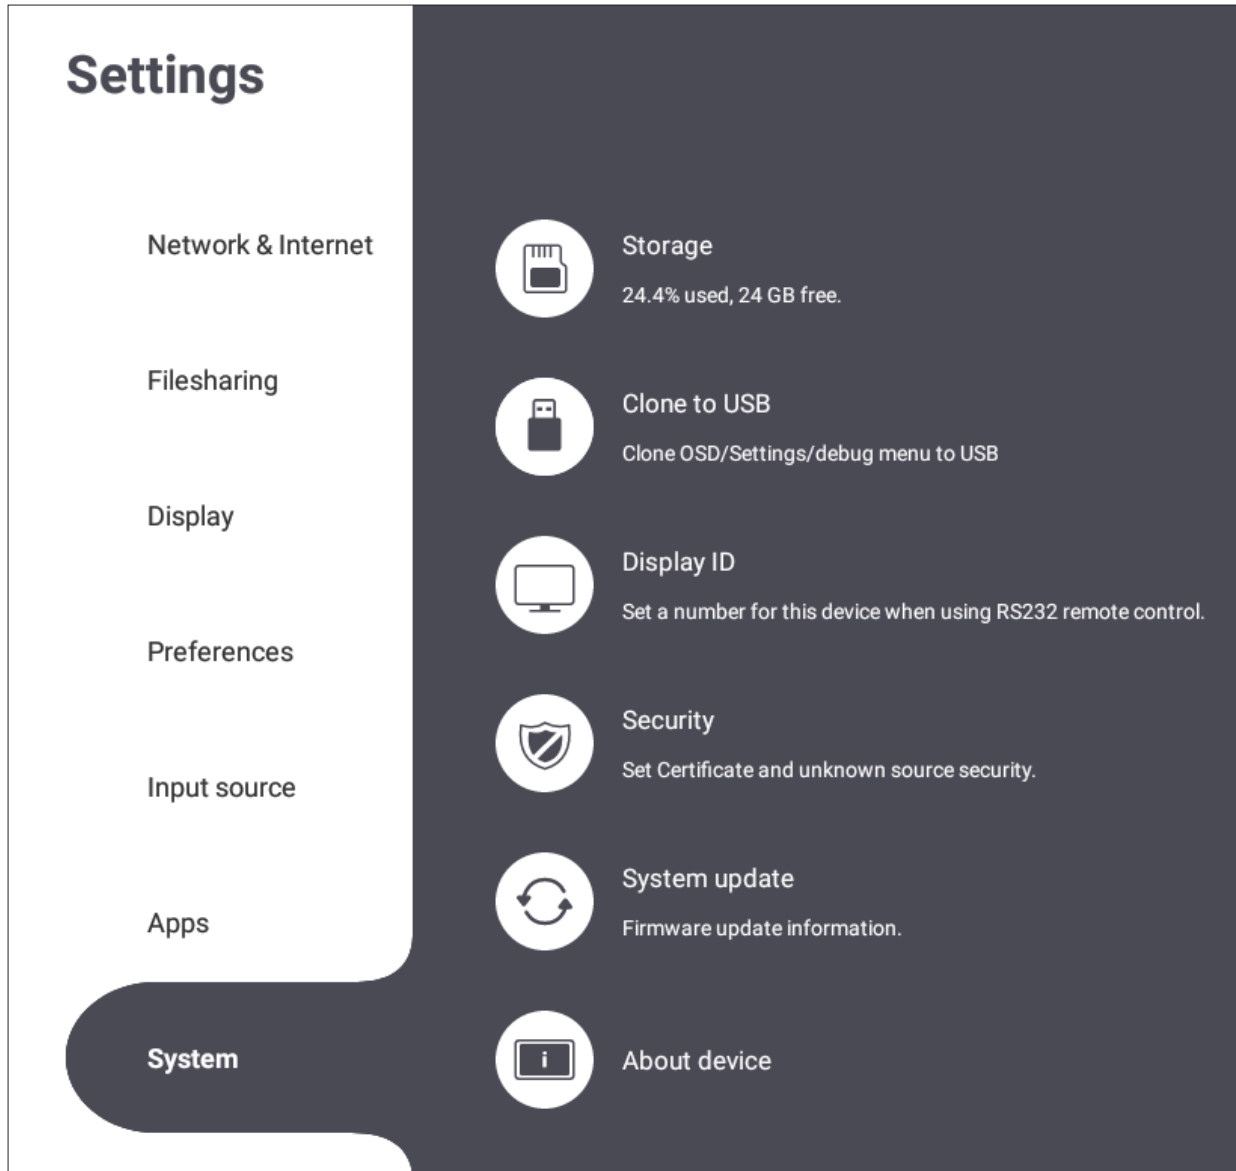 Settings
Network & Internet
Filesharing
Display
Preferences
Input source
Apps
System
Storage
24.4% used, 24 GB free.
Clone to USB
Clone OSD/Settings/debug menu to USB
Display ID
Set a number for this device when using RS232 remote control.
Security
Set Certificate and unknown source security.
System update
Firmware update information.
i
About device